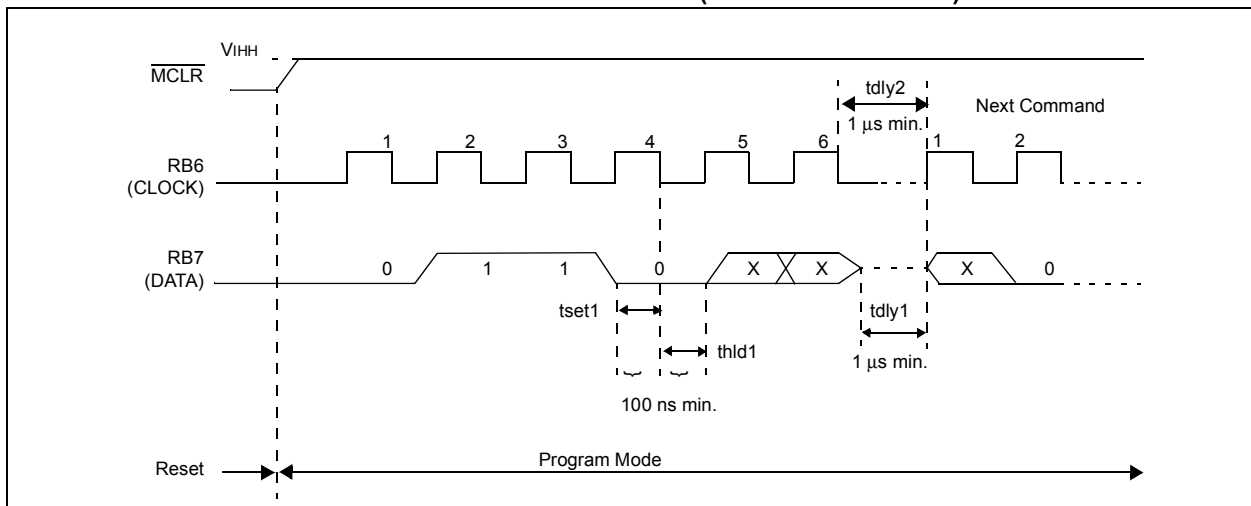 VIHH
MCLR
tdly2
1 µs min.
Next Command
1 2 3 4 5 6 1 2
RB6
(CLOCK)
RB7
(DATA)
0 1 1 0 X X X 0
tset1
thld1
tdly1
1 µs min.
100 ns min.
Reset
Program Mode